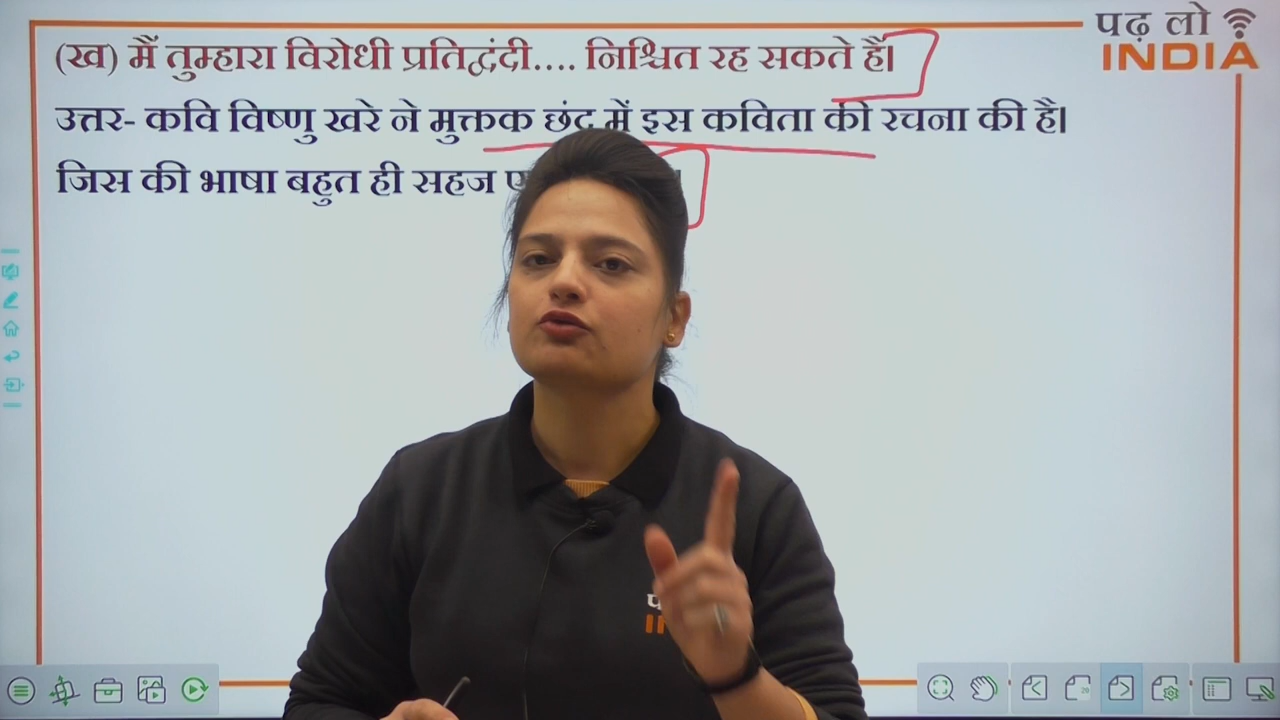 पढ़ लो
INDIA
(ख) मैं तुम्हारा विरोधी प्रतिद्वंदी.... निश्चित रह सकते हैं।
उत्तर- कवि विष्णु खरे ने मुक्तक छंद में इस कविता की रचना की है।
जिस की भाषा बहुत ही सहज